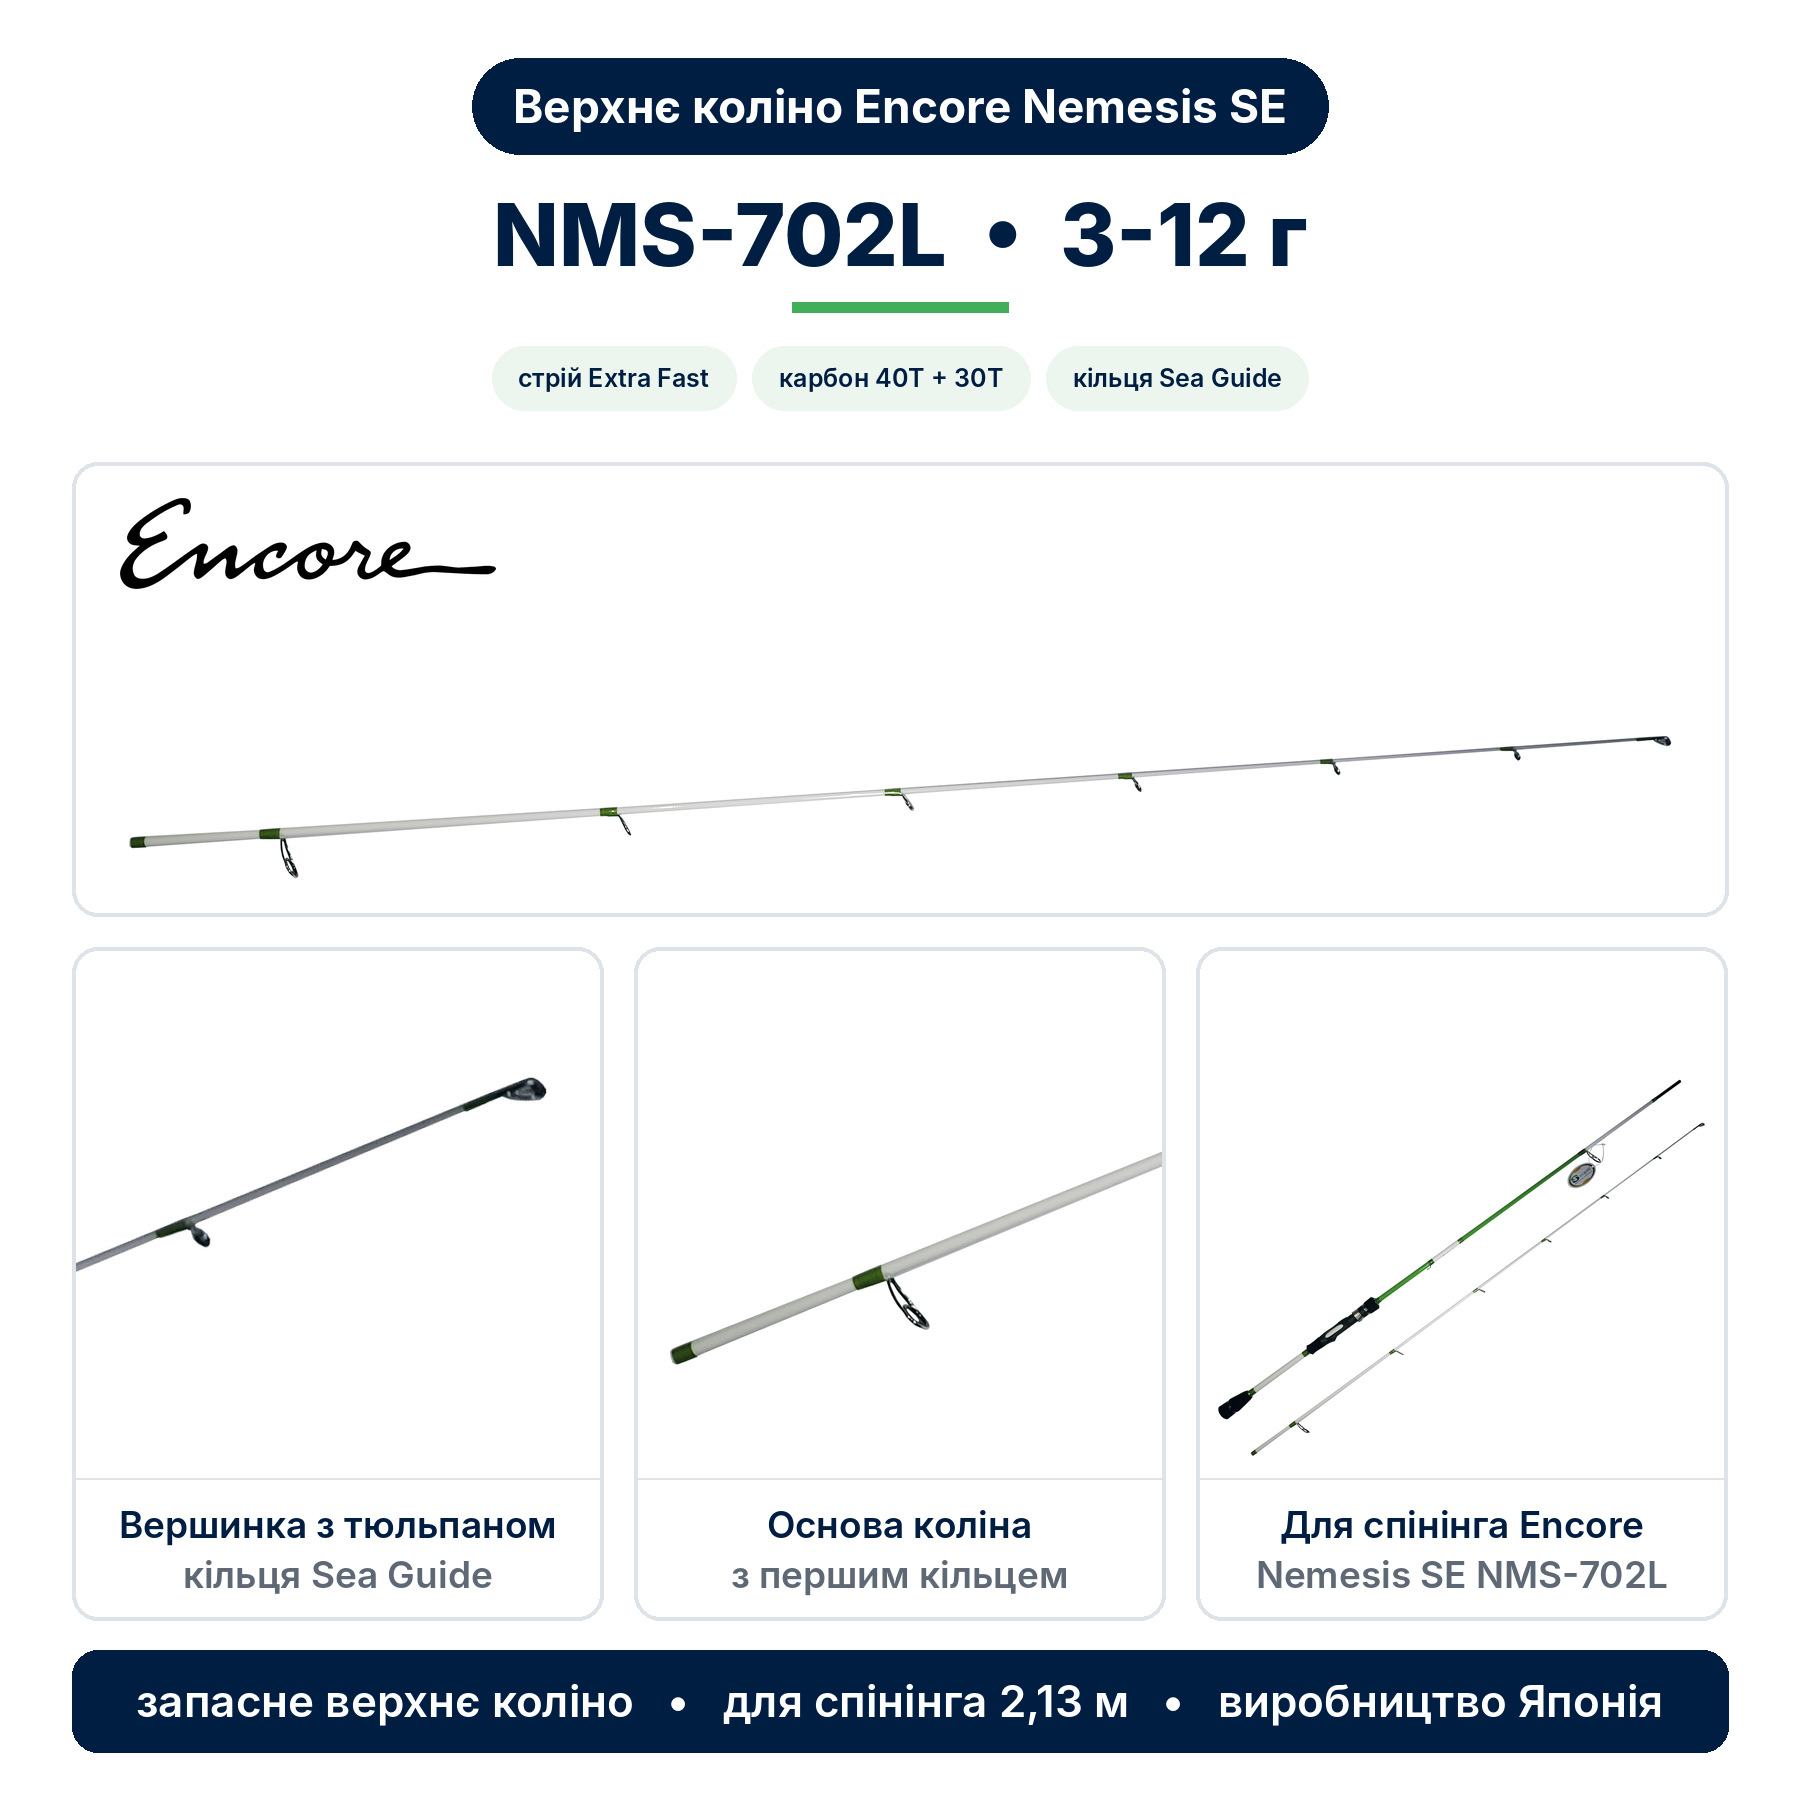 Верхнє коліно Encore Nemesis SE
NMS-702L • 3-12 г
стрій Extra Fast
карбон 40T + 30T
кільця Sea Guide
Encore
Вершинка з тюльпаном
кільця Sea Guide
Основа коліна
з першим кільцем
Для спінінга Encore
Nemesis SE NMS-702L
запасне верхнє коліно • для спінінга 2,13 м • виробництво Японія